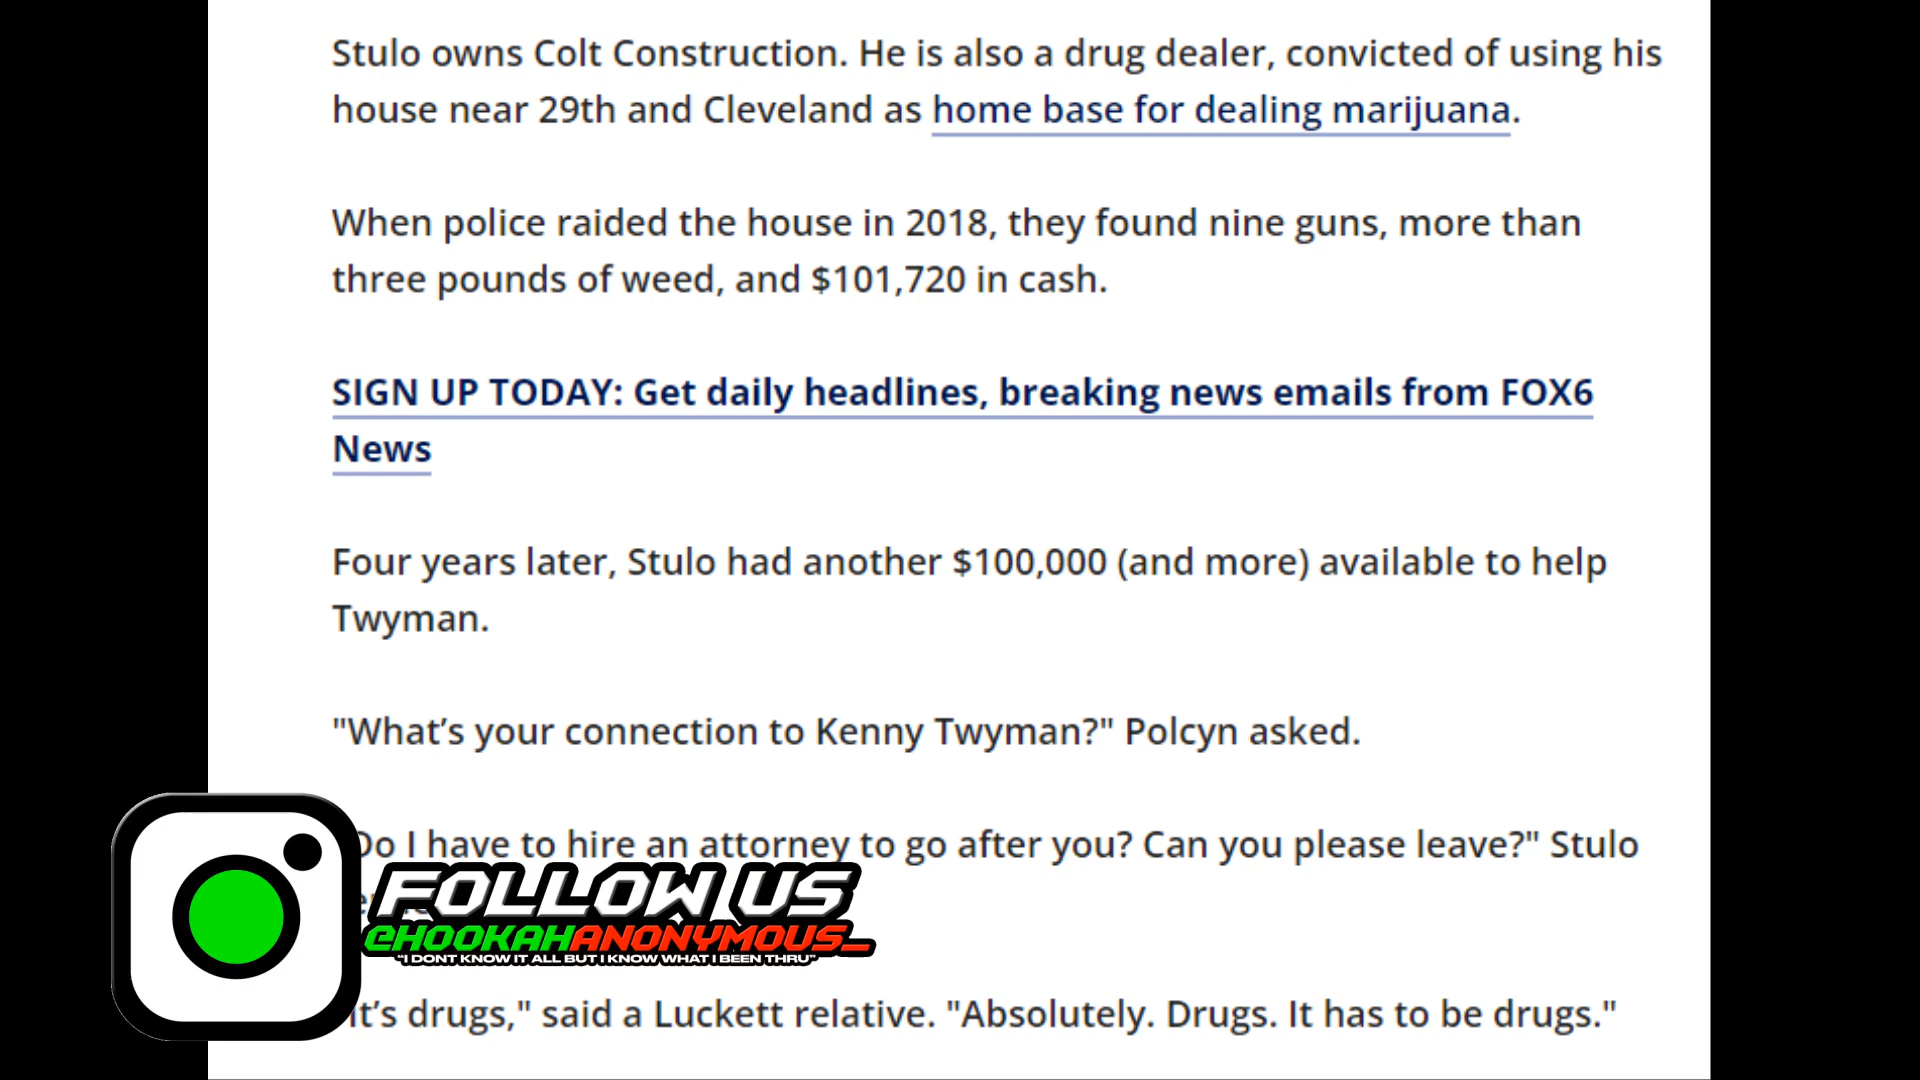 Stulo owns Colt Construction. He is also a drug dealer, convicted of using his
house near 29th and Cleveland as home base for dealing marijuana.
When police raided the house in 2018, they found nine guns, more than
three pounds of weed, and $101,720 in cash.
SIGN UP TODAY: Get daily headlines, breaking news emails from FOX6
News
Four years later, Stulo had another $100,000 (and more) available to help
Twyman.
"What’s your connection to Kenny Twyman?" Polcyn asked.
Do I have to hire an attorney to go after you? Can you please leave?" Stulo
FOLLOW US
@HOOKAHANONYMOUS_
"I DONT KNOW IT ALL BUT I KNOW WHAT I BEEN THRU"
It’s drugs," said a Luckett relative. "Absolutely. Drugs. It has to be drugs."